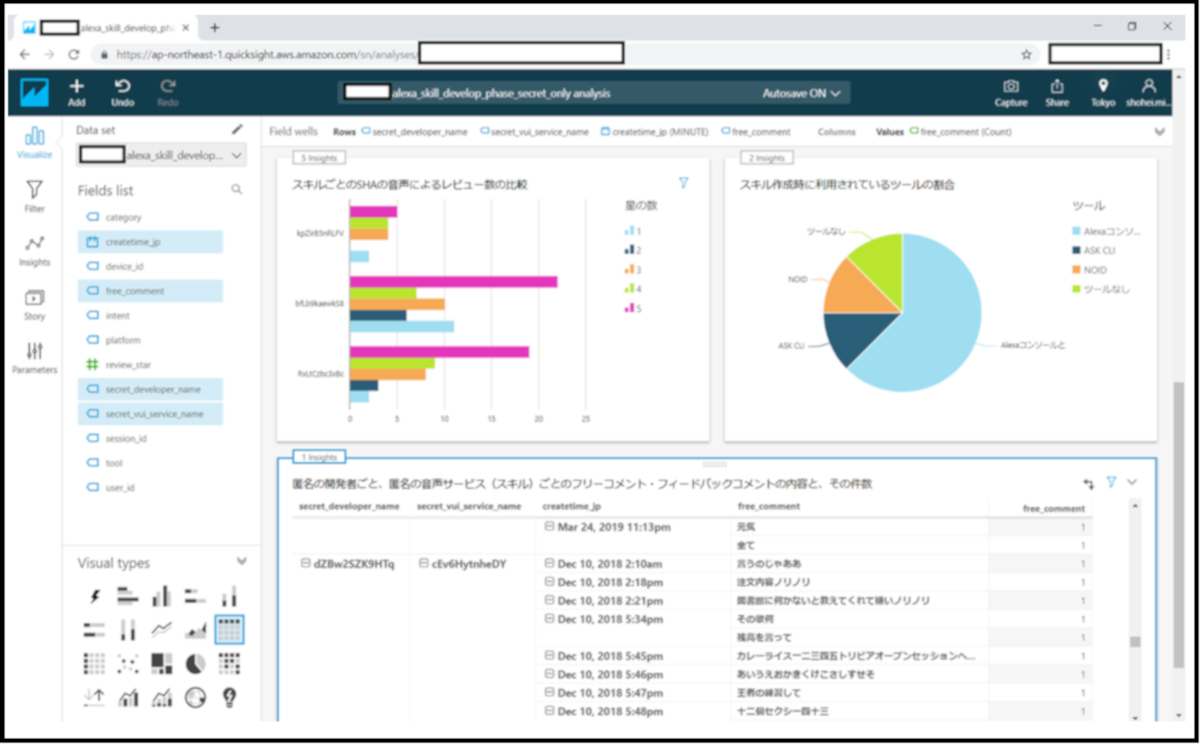 alexa_skill_develop_ph
https://ap-northeast-1.quicksight.aws.amazon.com/sn/analyses/
Add
Undo
Redo
alexa_skill_develop_phase_secret_only analysis
Autosave ON
Capture
Share
Tokyo
shohei.mi...
Visualize
Filter
Insights
Story
Parameters
Data set
alexa_skill_develop...
Fields list
category
createtime_jp
device_id
free_comment
intent
platform
review_star
secret_developer_name
secret_vui_service_name
session_id
tool
user_id
Visual types
Field wells Rows secret_developer_name secret_vui_service_name createtime_jp (MINUTE) free_comment Columns Values free_comment (Count)
5 Insights
スキルごとのSHAの音声によるレビュー数の比較
星の数
1
2
3
4
5
0 5 10 15 20 25
2 Insights
スキル作成時に利用されているツールの割合
ツール
Alexaコンソ...
ASK CLI
NOID
ツールなし
ツールなし
NOID
ASK CLI
Alexaコンソールと
1 Insights
匿名の開発者ごと、匿名の音声サービス（スキル）ごとのフリーコメント・フィードバックコメントの内容と、その件数
secret_developer_name secret_vui_service_name createtime_jp free_comment free_comment
Mar 24, 2019 11:13pm 元気 1
全て 1
dZBw2SZK9HTq cEv6HytnheDY Dec 10, 2018 2:10am 言うのじゃああ 1
Dec 10, 2018 2:18pm 注文内容ノリノリ 1
Dec 10, 2018 2:21pm 図書館に何かないと教えてくれて嫌いノリノリ 1
Dec 10, 2018 5:34pm その歌何 1
残高を言って 1
Dec 10, 2018 5:45pm カレーライス一二三四五トリビアオープンセッションへ... 1
Dec 10, 2018 5:46pm あいうえおかきくけこさしすせそ 1
Dec 10, 2018 5:47pm 王者の練習して 1
Dec 10, 2018 5:48pm 十二個セクシー四十三 1